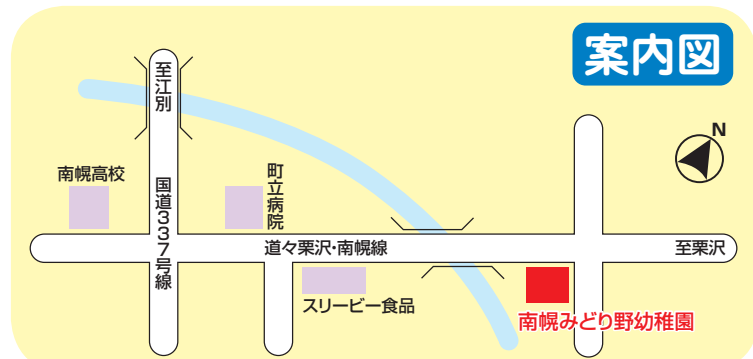 案内図
至江別
N
南幌高校
町立病院
国道337号線
道々栗沢・南幌線
至栗沢
スリービー食品
南幌みどり野幼稚園